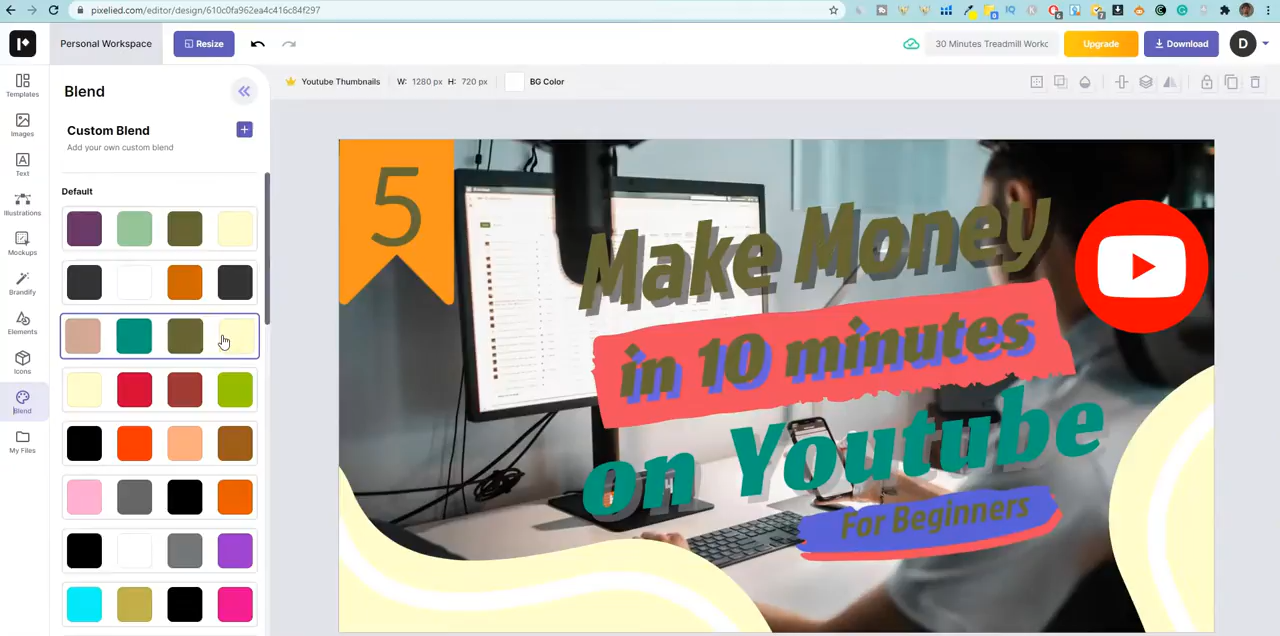 pixelied.com/editor/design/610c0fa962ea4c416c84f297
Personal Workspace
Resize
30 Minutes Treadmill Workc
Upgrade
Download
D
Templates
Images
Text
Illustrations
Mockups
Brandify
Elements
Icons
Blend
My Files
Blend
Custom Blend
Add your own custom blend
Default
Youtube Thumbnails
W: 1280 px H: 720 px
BG Color
5
Make Money
in 10 minutes
on Youtube
For Beginners